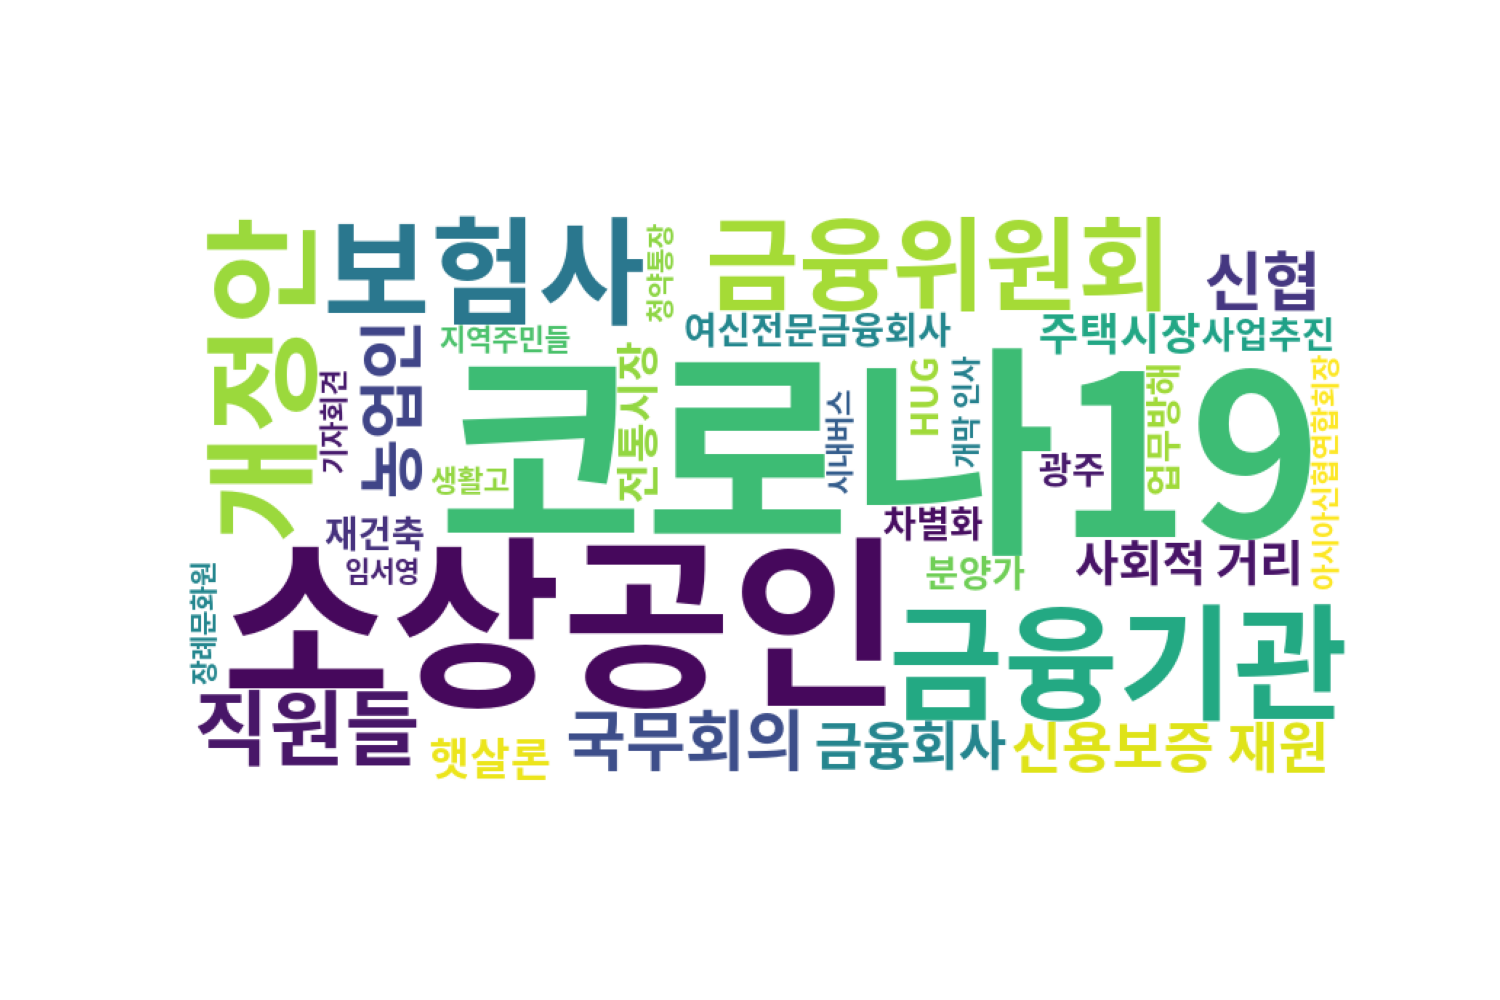 개정안
보험사
청약통장
금융위원회
신협
농업인
지역주민들
여신전문금융회사
주택시장
사업추진
기자회견
생활고
전통시장
코로나19
시내버스
HUG
개막 인사
광주
업무방해
아시아신협연합회장
재건축
임서영
차별화
분양가
사회적 거리
장례문화원
소상공인
금융기관
직원들
햇살론
국무회의
금융회사
신용보증 재원